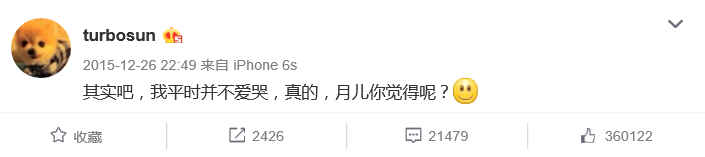 turbosun
2015-12-26 22:49 来自 iPhone 6s
其实吧，我平时并不爱哭，真的，月儿你觉得呢？
收藏 2426 21479 360122